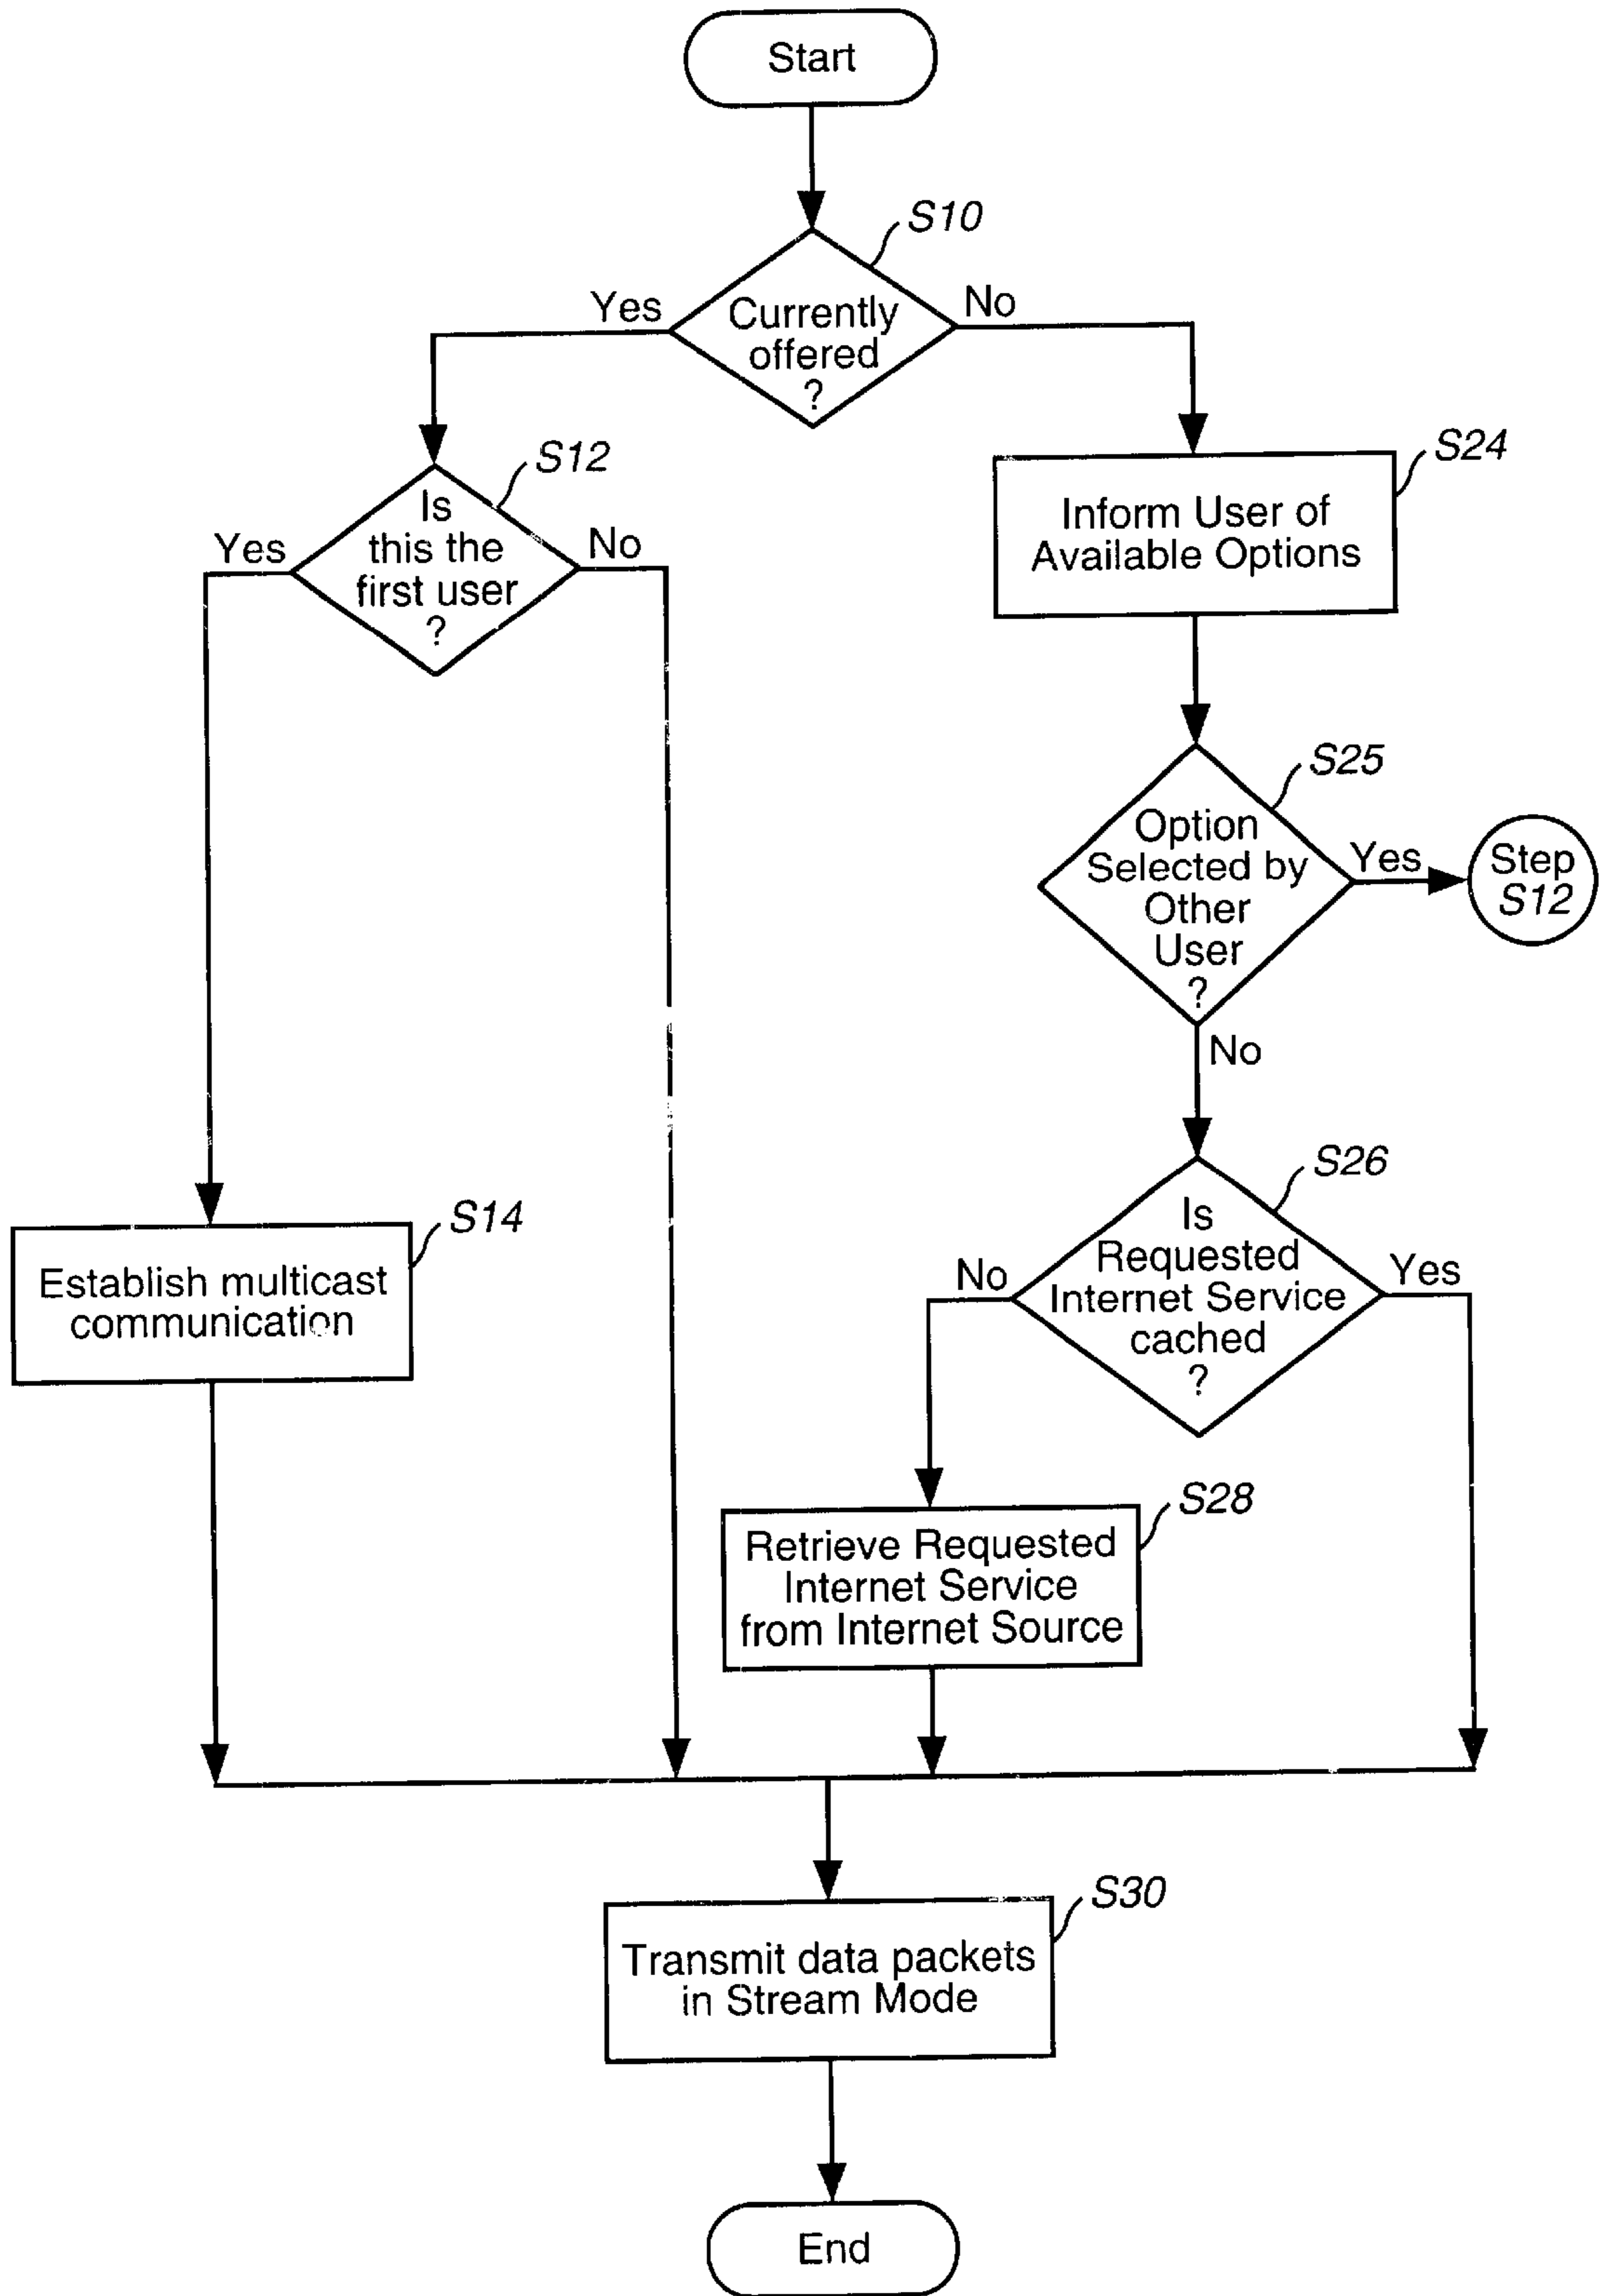 Start
S10
Yes
Currently
offered
?
No
S12
Yes
Is
this the
first user
?
No
S24
Inform User of
Available Options
S25
Option
Selected by
Other
User
?
Yes
Step
S12
No
S14
Establish multicast
communication
S26
No
Is
Requested
Internet Service
cached
?
Yes
S28
Retrieve Requested
Internet Service
from Internet Source
S30
Transmit data packets
in Stream Mode
End